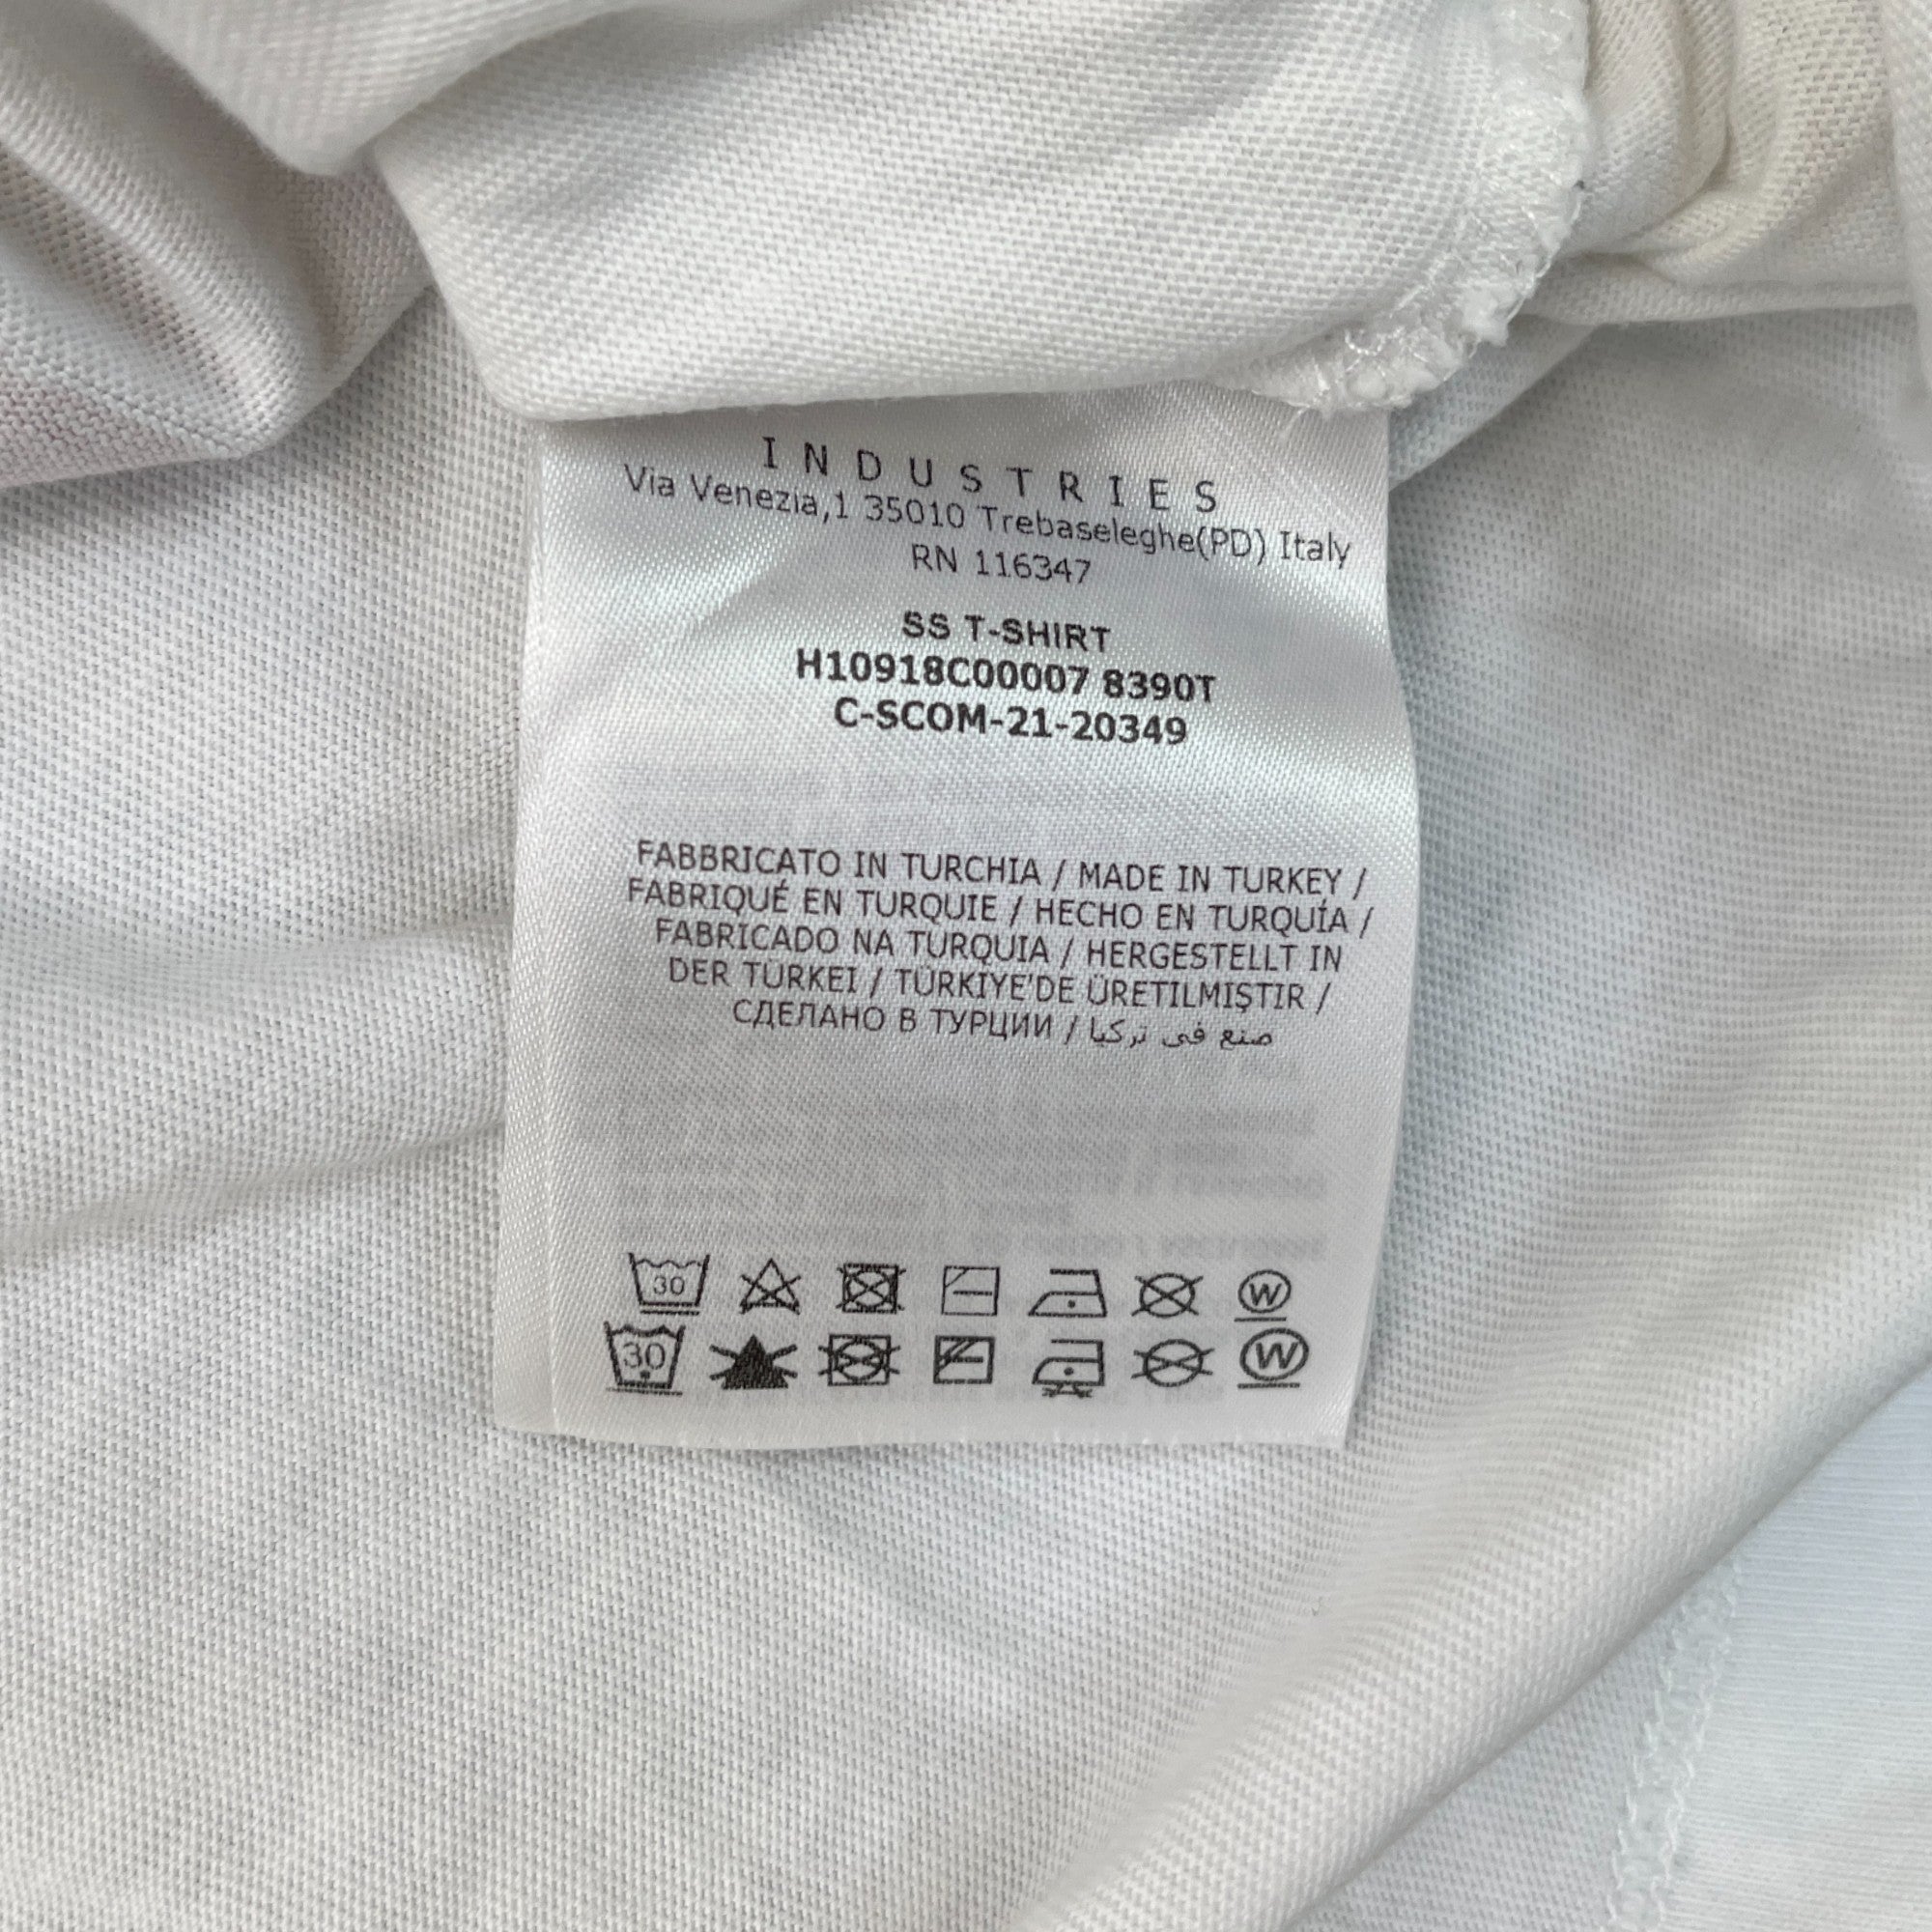 INDUSTRIES
Via Venezia,1 35010 Trebaseleghe(PD) Italy
RN 116347
SS T-SHIRT
H10918C00007 8390T
C-SCOM-21-20349
FABBRICATO IN TURCHIA / MADE IN TURKEY /
FABRIQUÉ EN TURQUIE / HECHO EN TURQUÍA /
FABRICADO NA TURQUIA / HERGESTELLT IN
DER TÜRKEI / TÜRKIYE'DE ÜRETILMIŞTIR /
СДЕЛАНО В ТУРЦИИ / صنع في تركيا
30 W
30 W